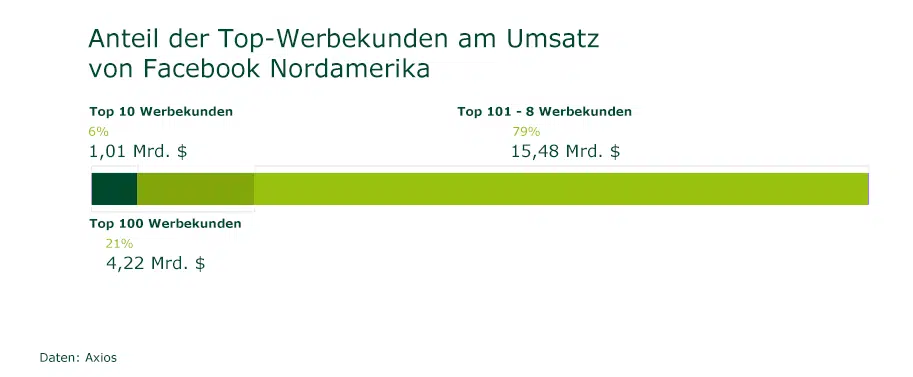 Anteil der Top-Werbekunden am Umsatz
von Facebook Nordamerika
Top 10 Werbekunden
6%
1,01 Mrd. $
Top 101 - 8 Werbekunden
79%
15,48 Mrd. $
Top 100 Werbekunden
21%
4,22 Mrd. $
Daten: Axios